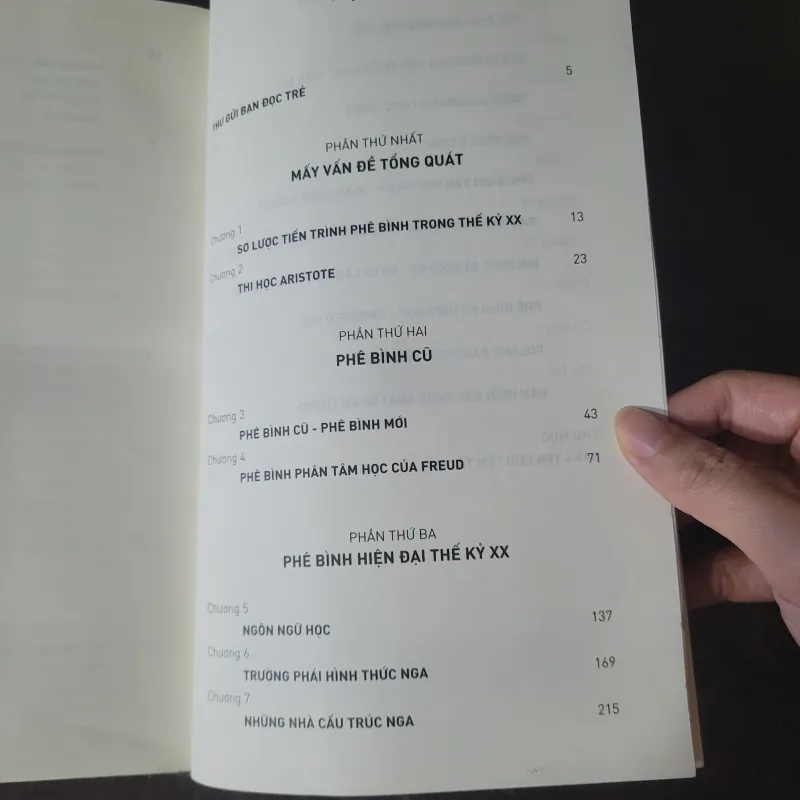 THƯ GỬI BẠN ĐỌC TRẺ 5
PHẦN THỨ NHẤT
MẤY VẤN ĐỀ TỔNG QUÁT
Chương 1
SƠ LƯỢC TIẾN TRÌNH PHÊ BÌNH TRONG THẾ KỶ XX 13
Chương 2
THI HỌC ARISTOTE 23
PHẦN THỨ HAI
PHÊ BÌNH CŨ
Chương 3
PHÊ BÌNH CŨ - PHÊ BÌNH MỚI 43
Chương 4
PHÊ BÌNH PHÂN TÂM HỌC CỦA FREUD 71
PHẦN THỨ BA
PHÊ BÌNH HIỆN ĐẠI THẾ KỶ XX
Chương 5
NGÔN NGỮ HỌC 137
Chương 6
TRƯỜNG PHÁI HÌNH THỨC NGA 169
Chương 7
NHỮNG NHÀ CẤU TRÚC NGA 215